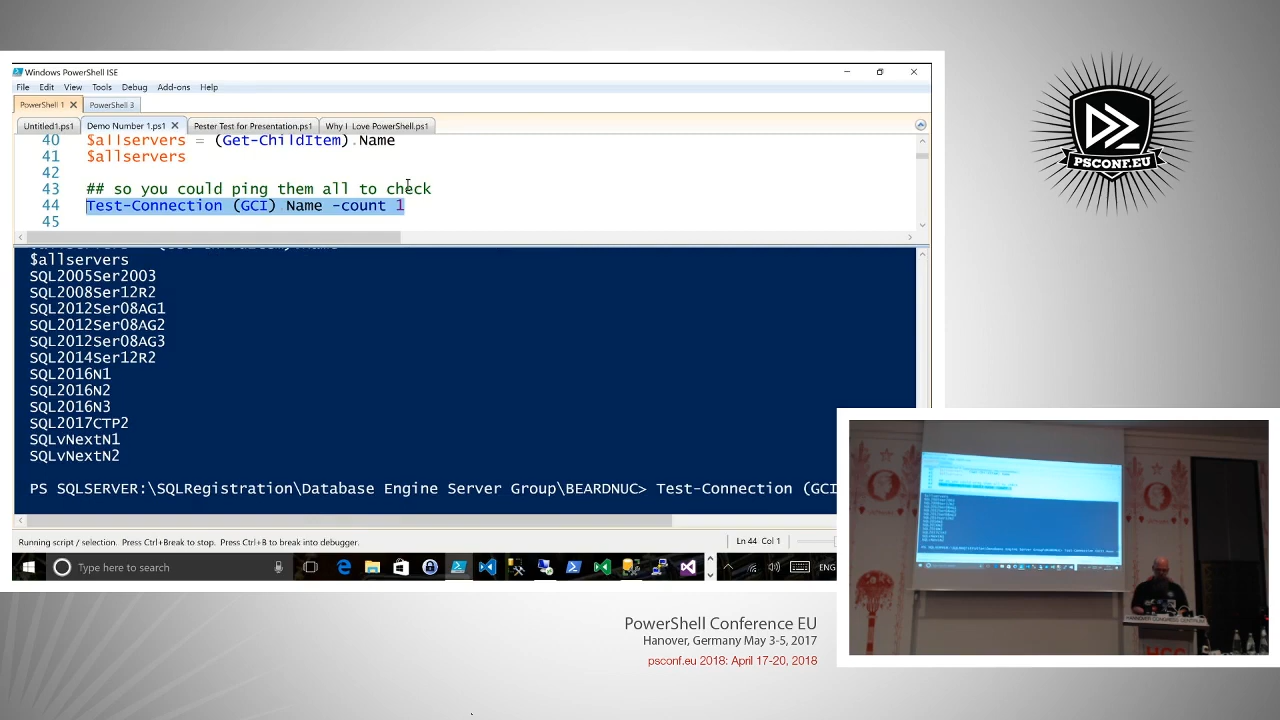 Windows PowerShell ISE
File Edit View Tools Debug Add-ons Help
PowerShell 1 PowerShell 3
Untitled1.ps1 Demo Number 1.ps1 Pester Test for Presentation.ps1 Why I Love PowerShell.ps1
40 $allservers = (Get-ChildItem).Name
41 $allservers
42
43 ## so you could ping them all to check
44 Test-Connection (GCI) Name -count 1
45
$allservers
SQL2005Ser2003
SQL2008Ser12R2
SQL2012Ser08AG1
SQL2012Ser08AG2
SQL2012Ser08AG3
SQL2014Ser12R2
SQL2016N1
SQL2016N2
SQL2016N3
SQL2017CTP2
SQLvNextN1
SQLvNextN2
PS SQLSERVER:\SQLRegistration\Database Engine Server Group\BEARDNUC> Test-Connection (GCI
Running script / selection. Press Ctrl+Break to stop. Press Ctrl+B to break into debugger.
Ln 44 Col 1
Type here to search
ENG
PSCONF.EU
PowerShell Conference EU
Hanover, Germany May 3-5, 2017
psconf.eu 2018: April 17-20, 2018
HANNOVER CONGRESS CENTRUM
HCC